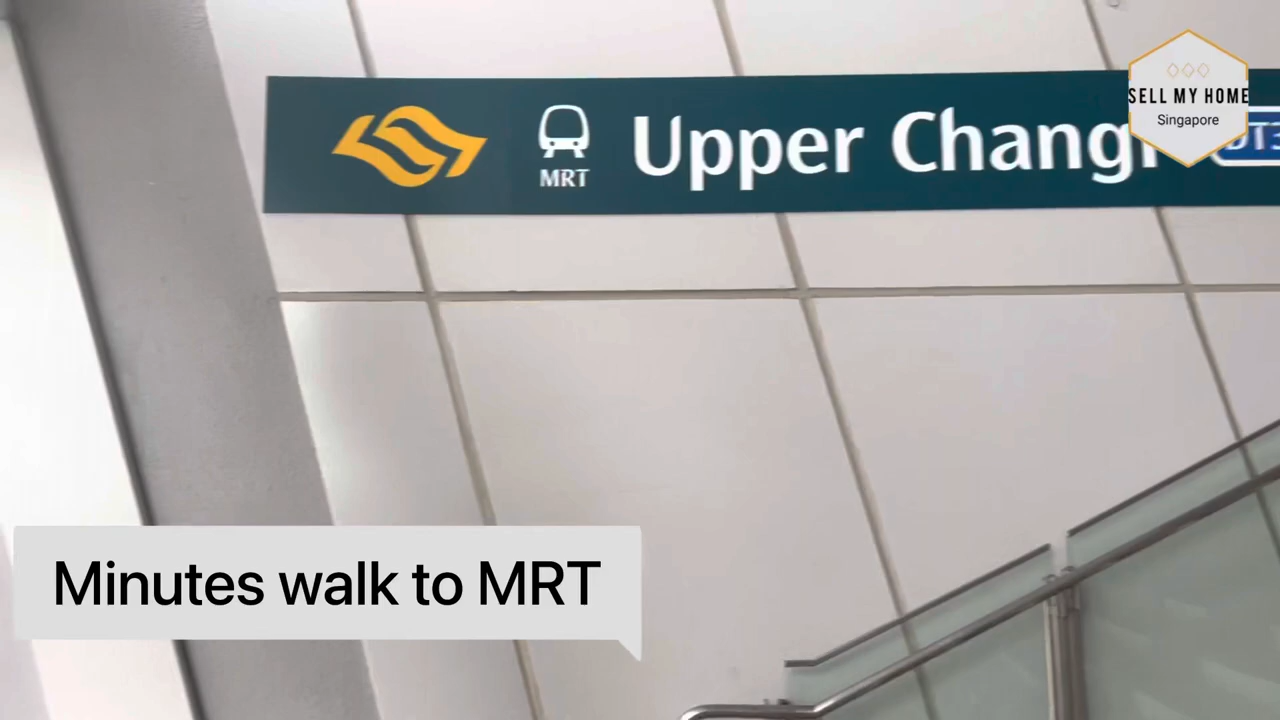 Upper Changi
MRT
SELL MY HOME
Singapore
Minutes walk to MRT